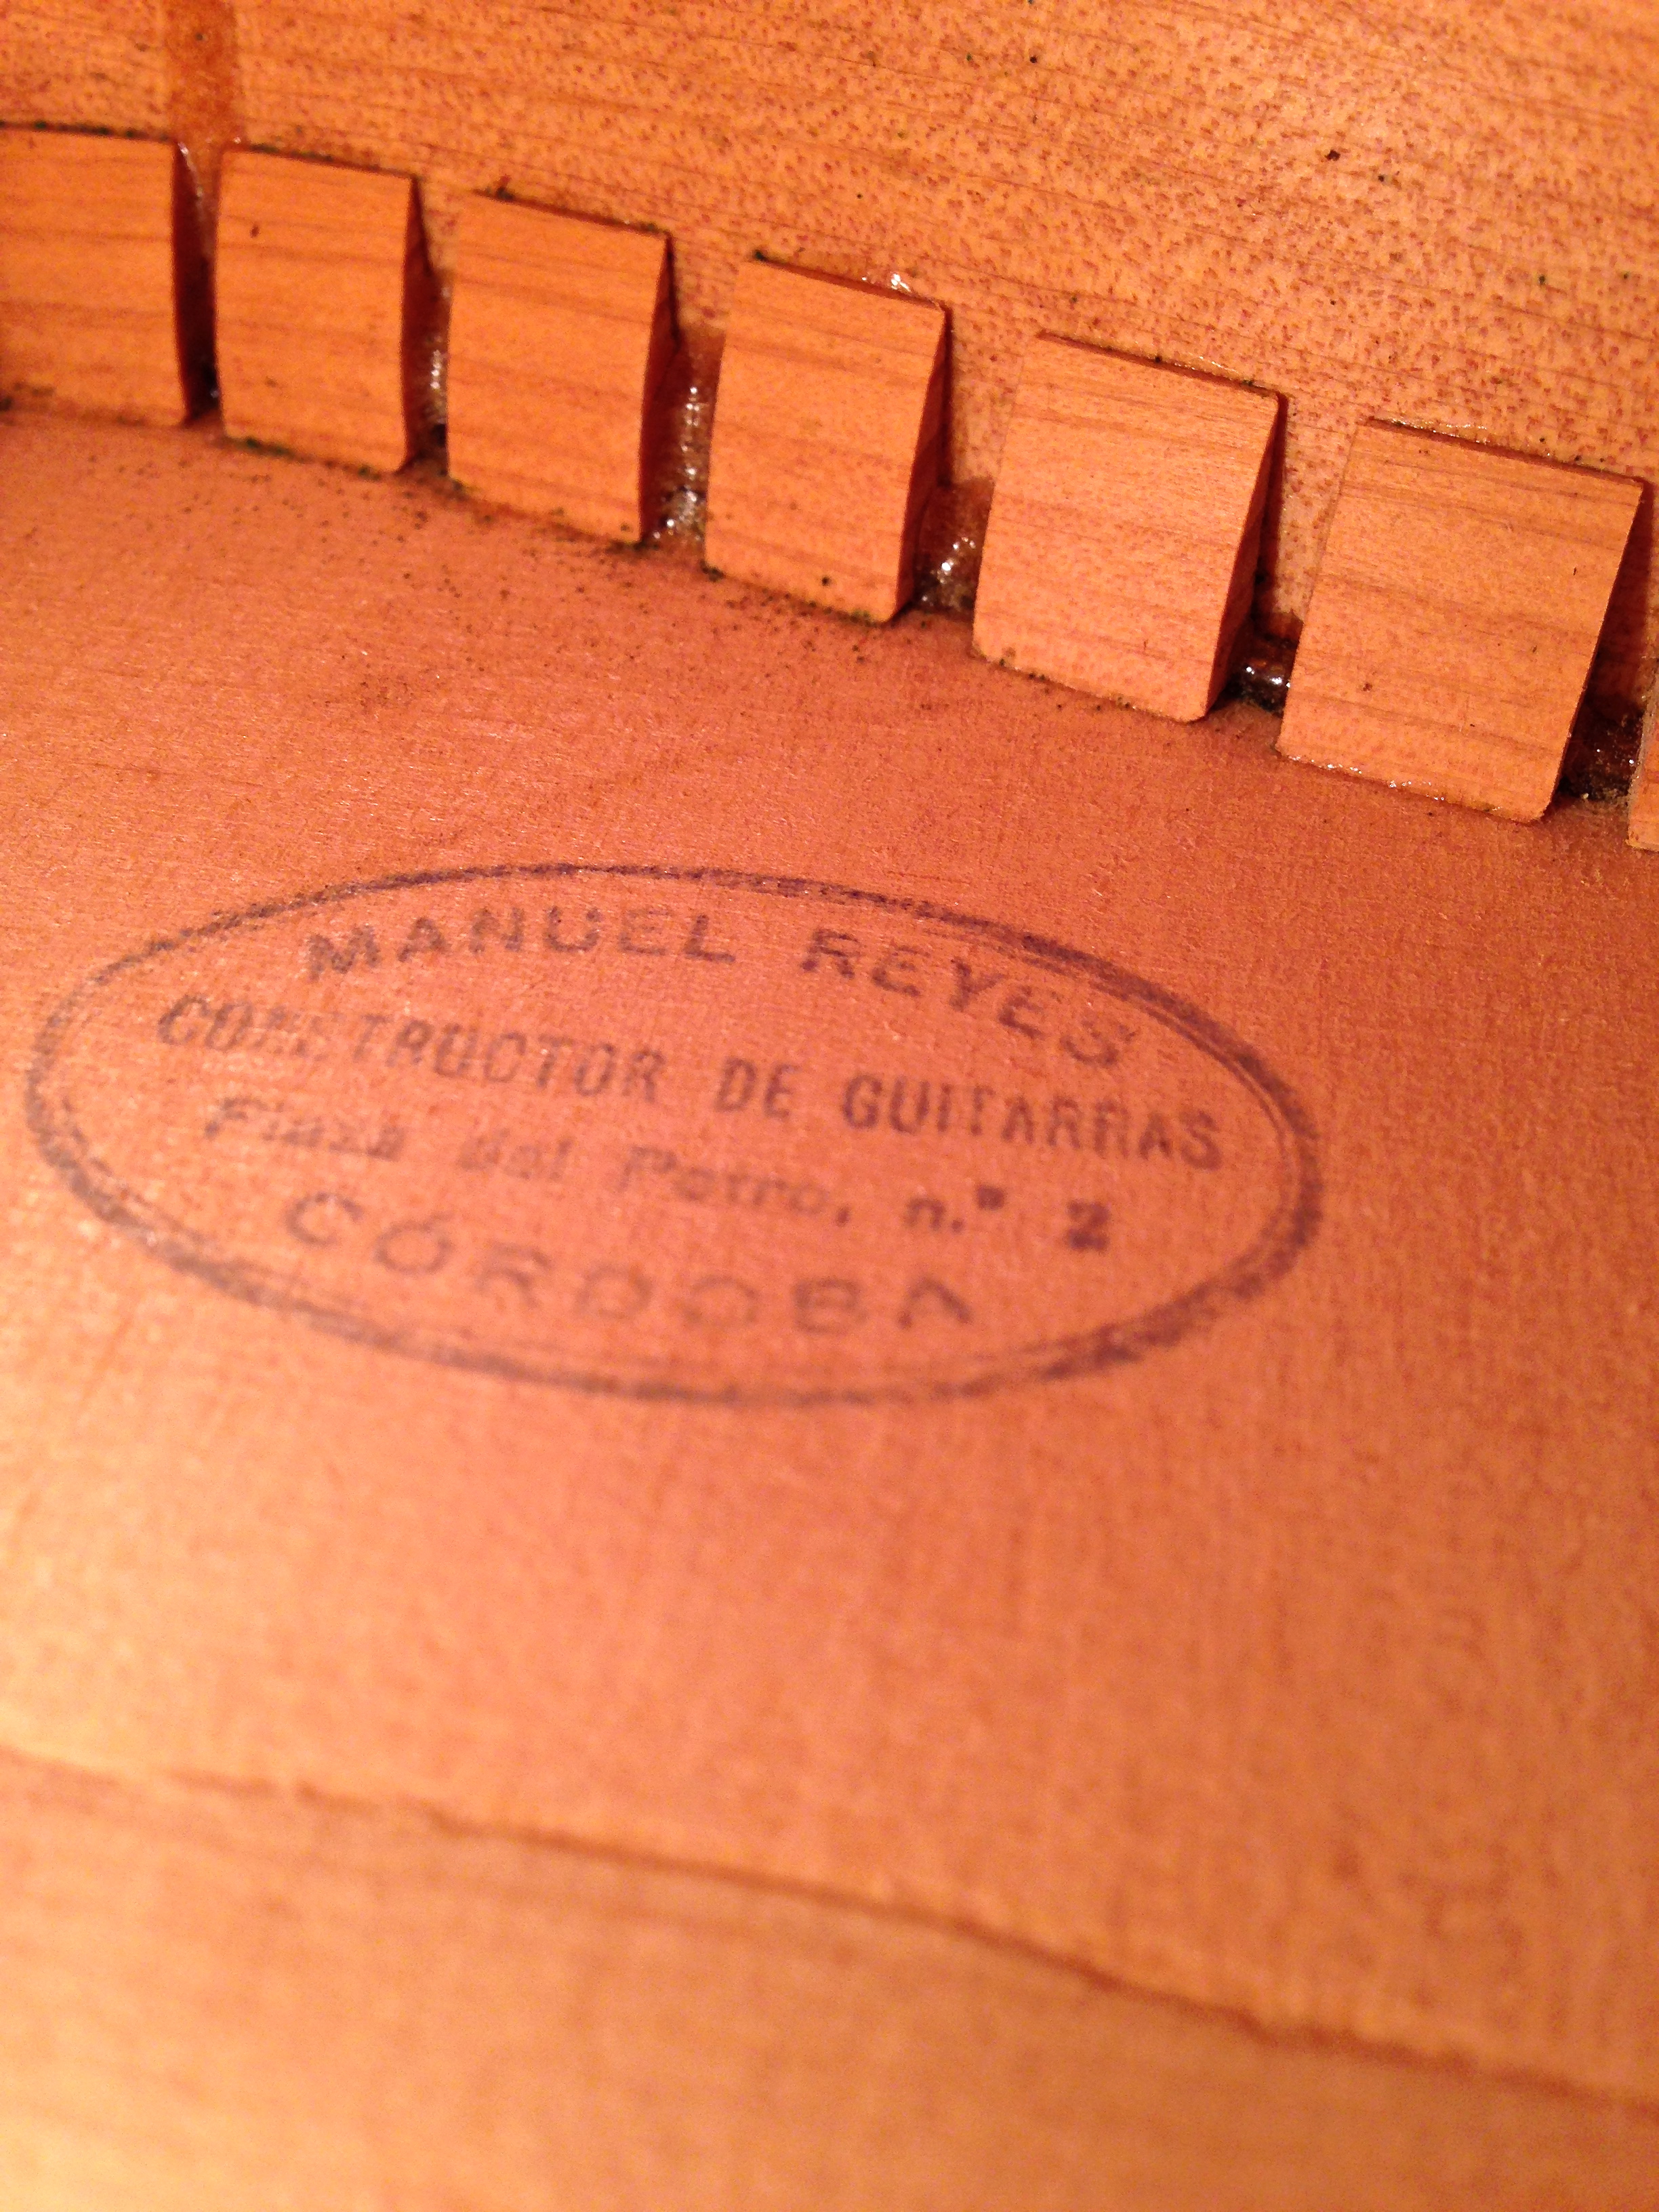 MANUEL REYES
CONSTRUCTOR DE GUITARRAS
Plaza del Potro, n.º 2
CÓRDOBA